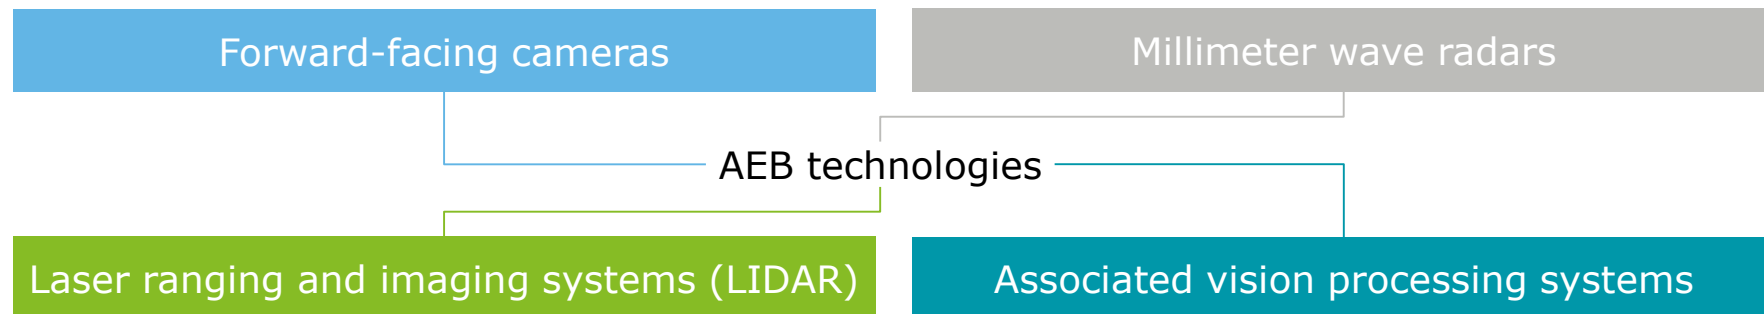 Forward-facing cameras
Millimeter wave radars
AEB technologies
Laser ranging and imaging systems (LIDAR)
Associated vision processing systems